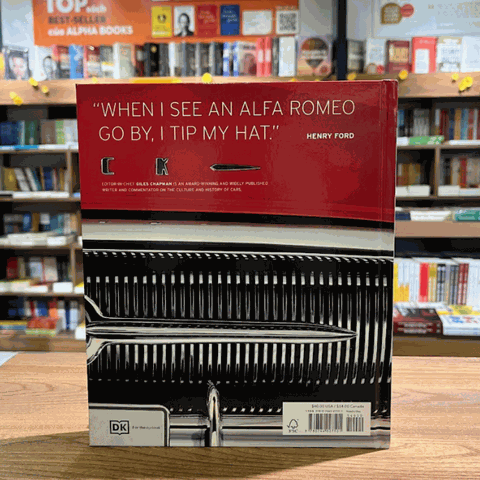 TOP sách
BEST-SELLER
của ALPHA BOOKS
“WHEN I SEE AN ALFA ROMEO
GO BY, I TIP MY HAT.”
HENRY FORD
EDITOR-IN-CHIEF GILES CHAPMAN IS AN AWARD-WINNING AND WIDELY PUBLISHED
WRITER AND COMMENTATOR ON THE CULTURE AND HISTORY OF CARS.
DK
FSC